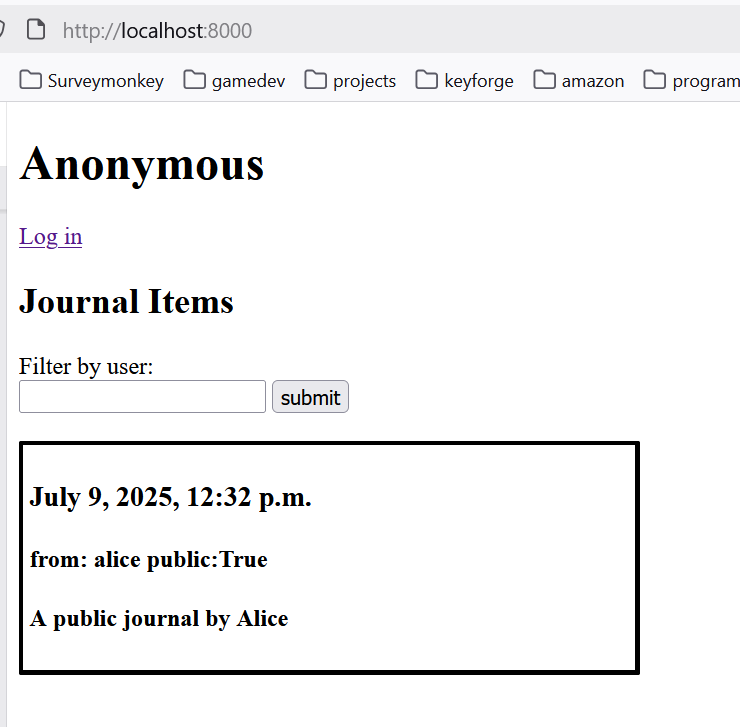 http://localhost:8000
Surveymonkey gamedev projects keyforge amazon program
Anonymous
Log in
Journal Items
Filter by user:
submit
July 9, 2025, 12:32 p.m.
from: alice public:True
A public journal by Alice